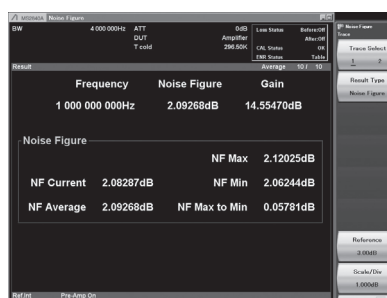 MS2840A Noise Figure
BW 4 000 000Hz ATT 0dB
DUT Amplifier
T cold 296.50K
Loss Status Before:Off
After:Off
CAL Status OK
ENR Status Table
Result Average 10 / 10
Frequency Noise Figure Gain
1 000 000 000Hz 2.09268dB 14.55470dB
Noise Figure
NF Max 2.12025dB
NF Current 2.08287dB NF Min 2.06244dB
NF Average 2.09268dB NF Max to Min 0.05781dB
Ref.Int Pre-Amp On
Noise Figure
Trace
Trace Select
1 2
Result Type
Noise Figure
Reference
3.00dB
Scale/Div
1.000dB